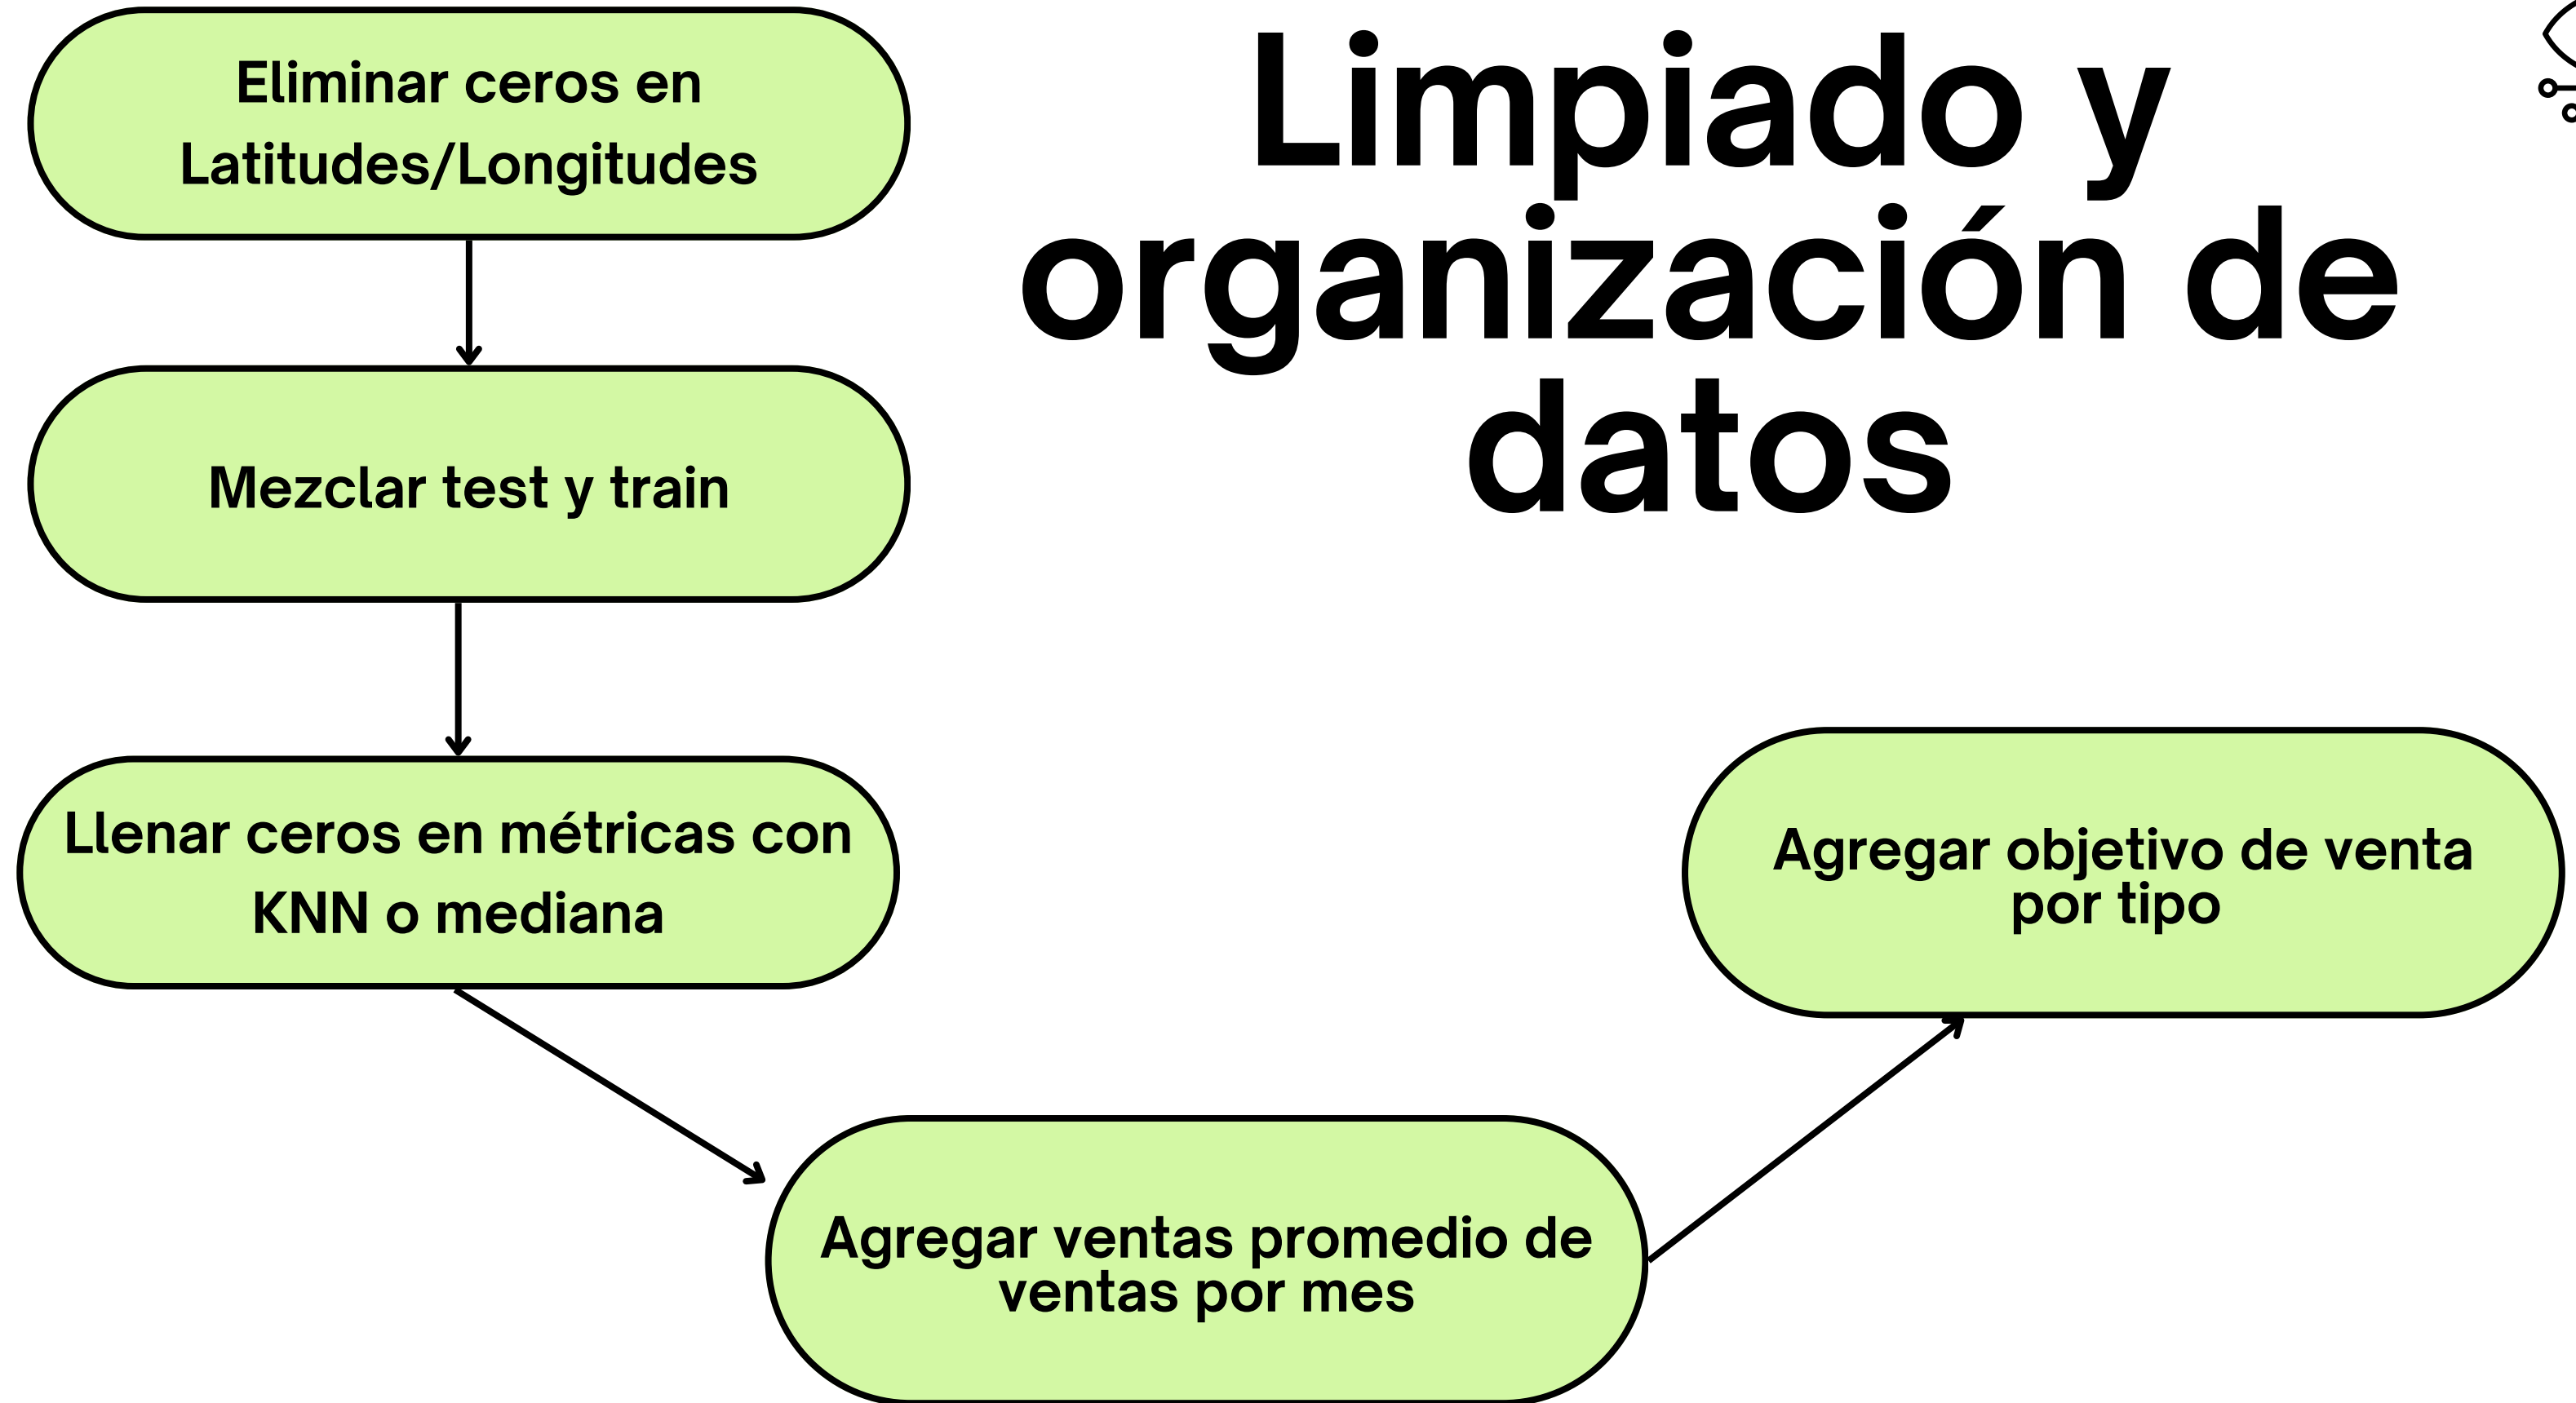 Limpiado y
organización de
datos
Eliminar ceros en
Latitudes/Longitudes
Mezclar test y train
Llenar ceros en métricas con
KNN o mediana
Agregar ventas promedio de
ventas por mes
Agregar objetivo de venta
por tipo